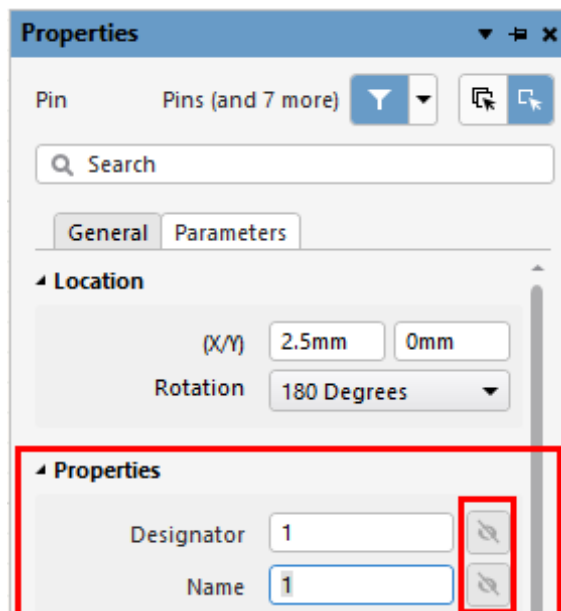 Properties
Pin Pins (and 7 more)
Search
General Parameters
Location
(X/Y) 2.5mm 0mm
Rotation 180 Degrees
Properties
Designator 1
Name 1